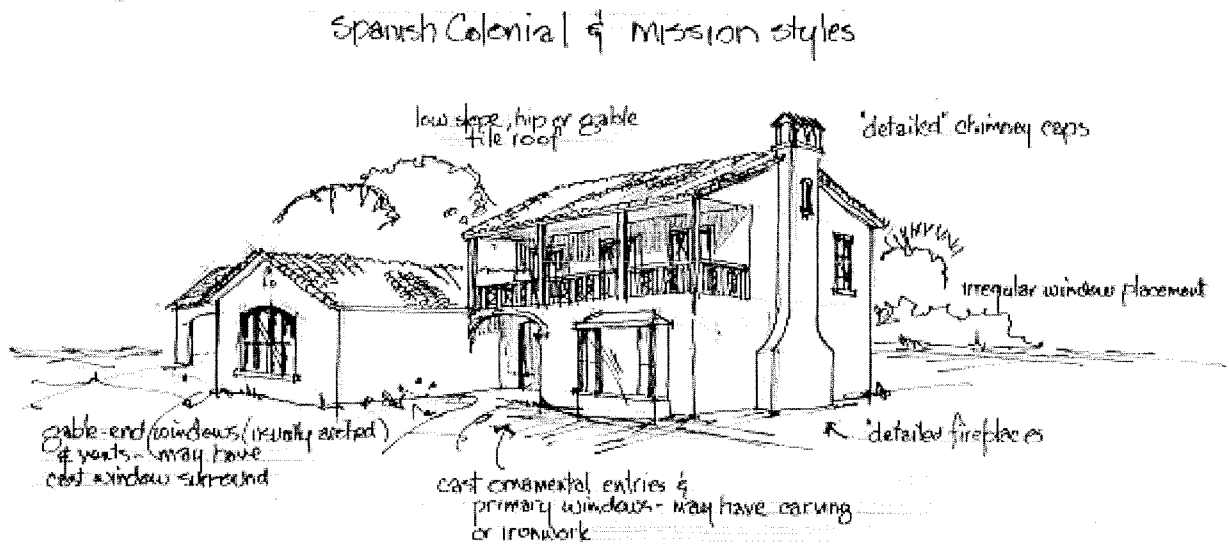 Spanish Colonial & Mission styles
low slope, hip or gable
tile roof
"detailed" chimney caps
irregular window placement
gable-end windows (usually arched)
& vents - may have
cast window surround
"detailed fireplaces
cast ornamental entries &
primary windows - may have carving
or ironwork